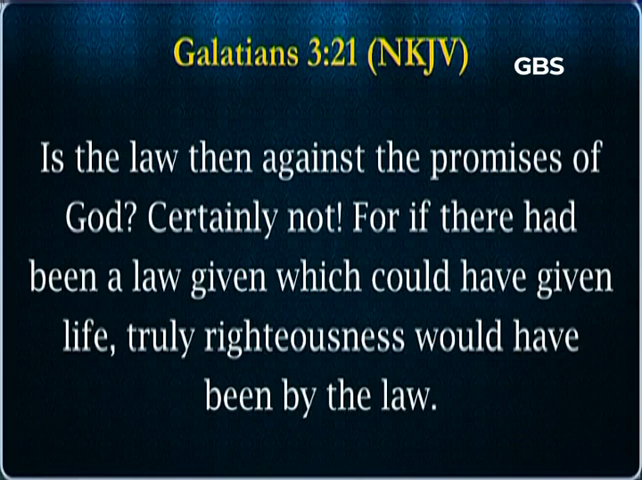 Galatians 3:21 (NKJV)
GBS
Is the law then against the promises of
God? Certainly not! For if there had
been a law given which could have given
life, truly righteousness would have
been by the law.